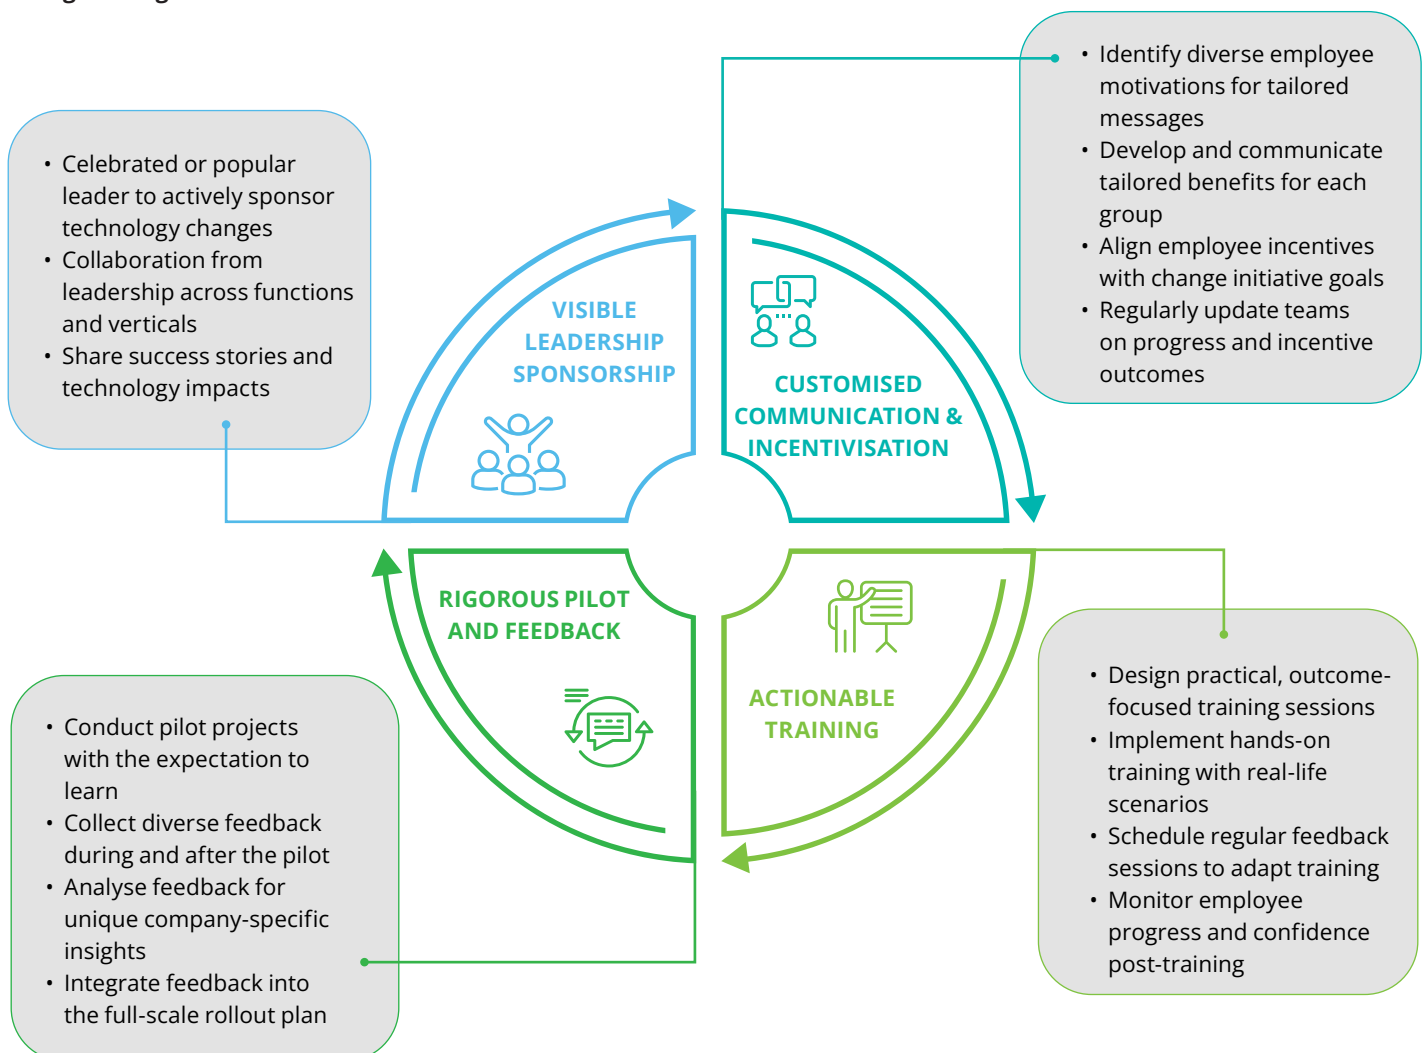 • Celebrated or popular
leader to actively sponsor
technology changes
• Collaboration from
leadership across functions
and verticals
• Share success stories and
technology impacts
VISIBLE
LEADERSHIP
SPONSORSHIP
• Identify diverse employee
motivations for tailored
messages
• Develop and communicate
tailored benefits for each
group
• Align employee incentives
with change initiative goals
• Regularly update teams
on progress and incentive
outcomes
CUSTOMISED
COMMUNICATION &
INCENTIVISATION
RIGOROUS PILOT
AND FEEDBACK
• Conduct pilot projects
with the expectation to
learn
• Collect diverse feedback
during and after the pilot
• Analyse feedback for
unique company-specific
insights
• Integrate feedback into
the full-scale rollout plan
ACTIONABLE
TRAINING
• Design practical, outcome-
focused training sessions
• Implement hands-on
training with real-life
scenarios
• Schedule regular feedback
sessions to adapt training
• Monitor employee
progress and confidence
post-training